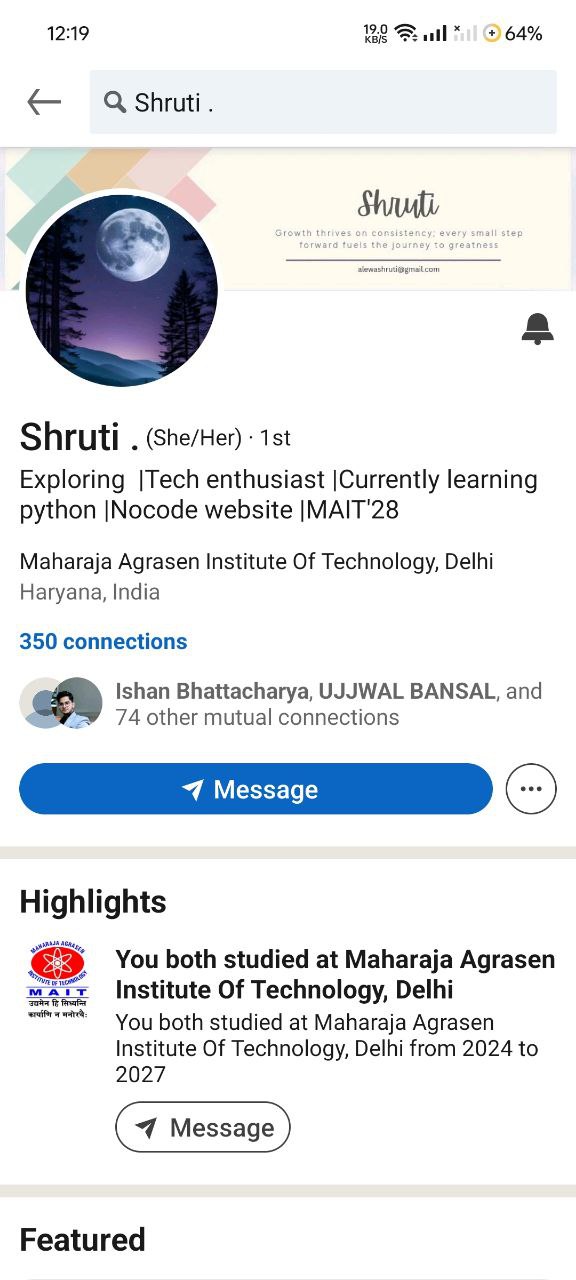 12:19
19.0
KB/S
64%
Shruti .
Shruti
Growth thrives on consistency; every small step
forward fuels the journey to greatness
alewashruti@gmail.com
Shruti . (She/Her) · 1st
Exploring |Tech enthusiast |Currently learning
python |Nocode website |MAIT'28
Maharaja Agrasen Institute Of Technology, Delhi
Haryana, India
350 connections
Ishan Bhattacharya, UJJWAL BANSAL, and
74 other mutual connections
Message
Highlights
MAHARAJA AGRASEN
INSTITUTE OF TECHNOLOGY
MAIT
उद्यमेन हि सिध्यन्ति
कार्याणि न मनोरथैः
You both studied at Maharaja Agrasen
Institute Of Technology, Delhi
You both studied at Maharaja Agrasen
Institute Of Technology, Delhi from 2024 to
2027
Message
Featured